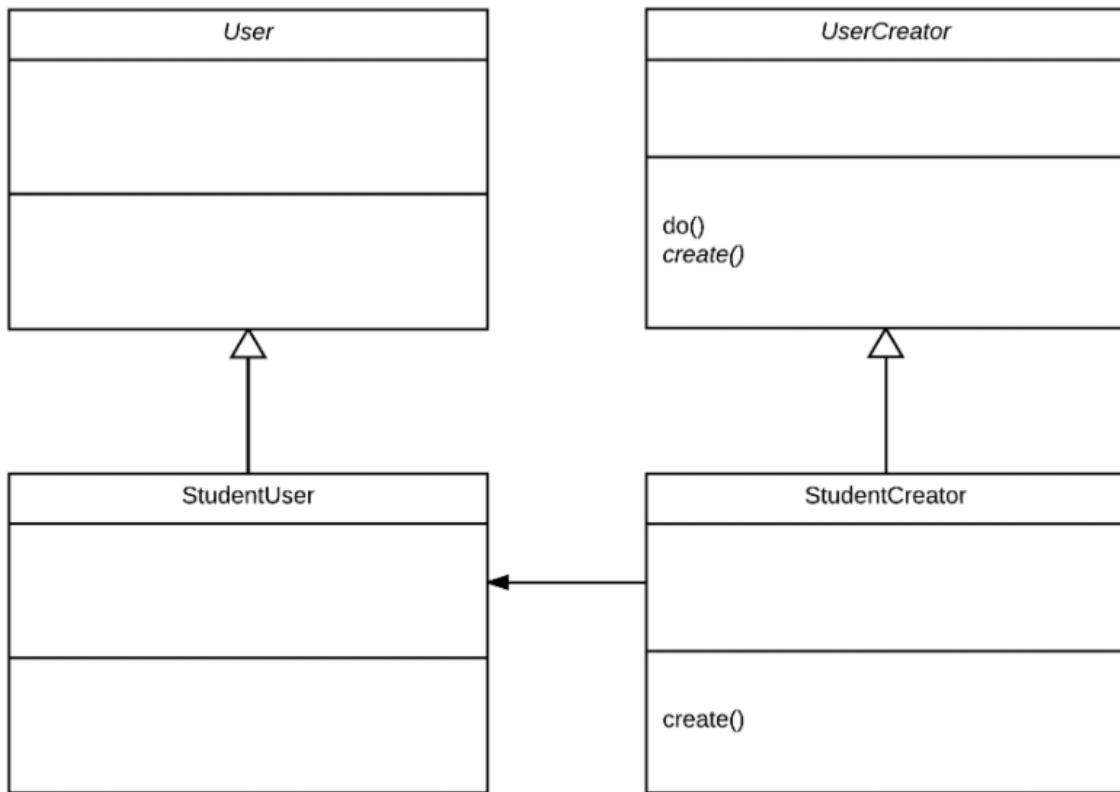 User
UserCreator
do()
create()
StudentUser
StudentCreator
create()